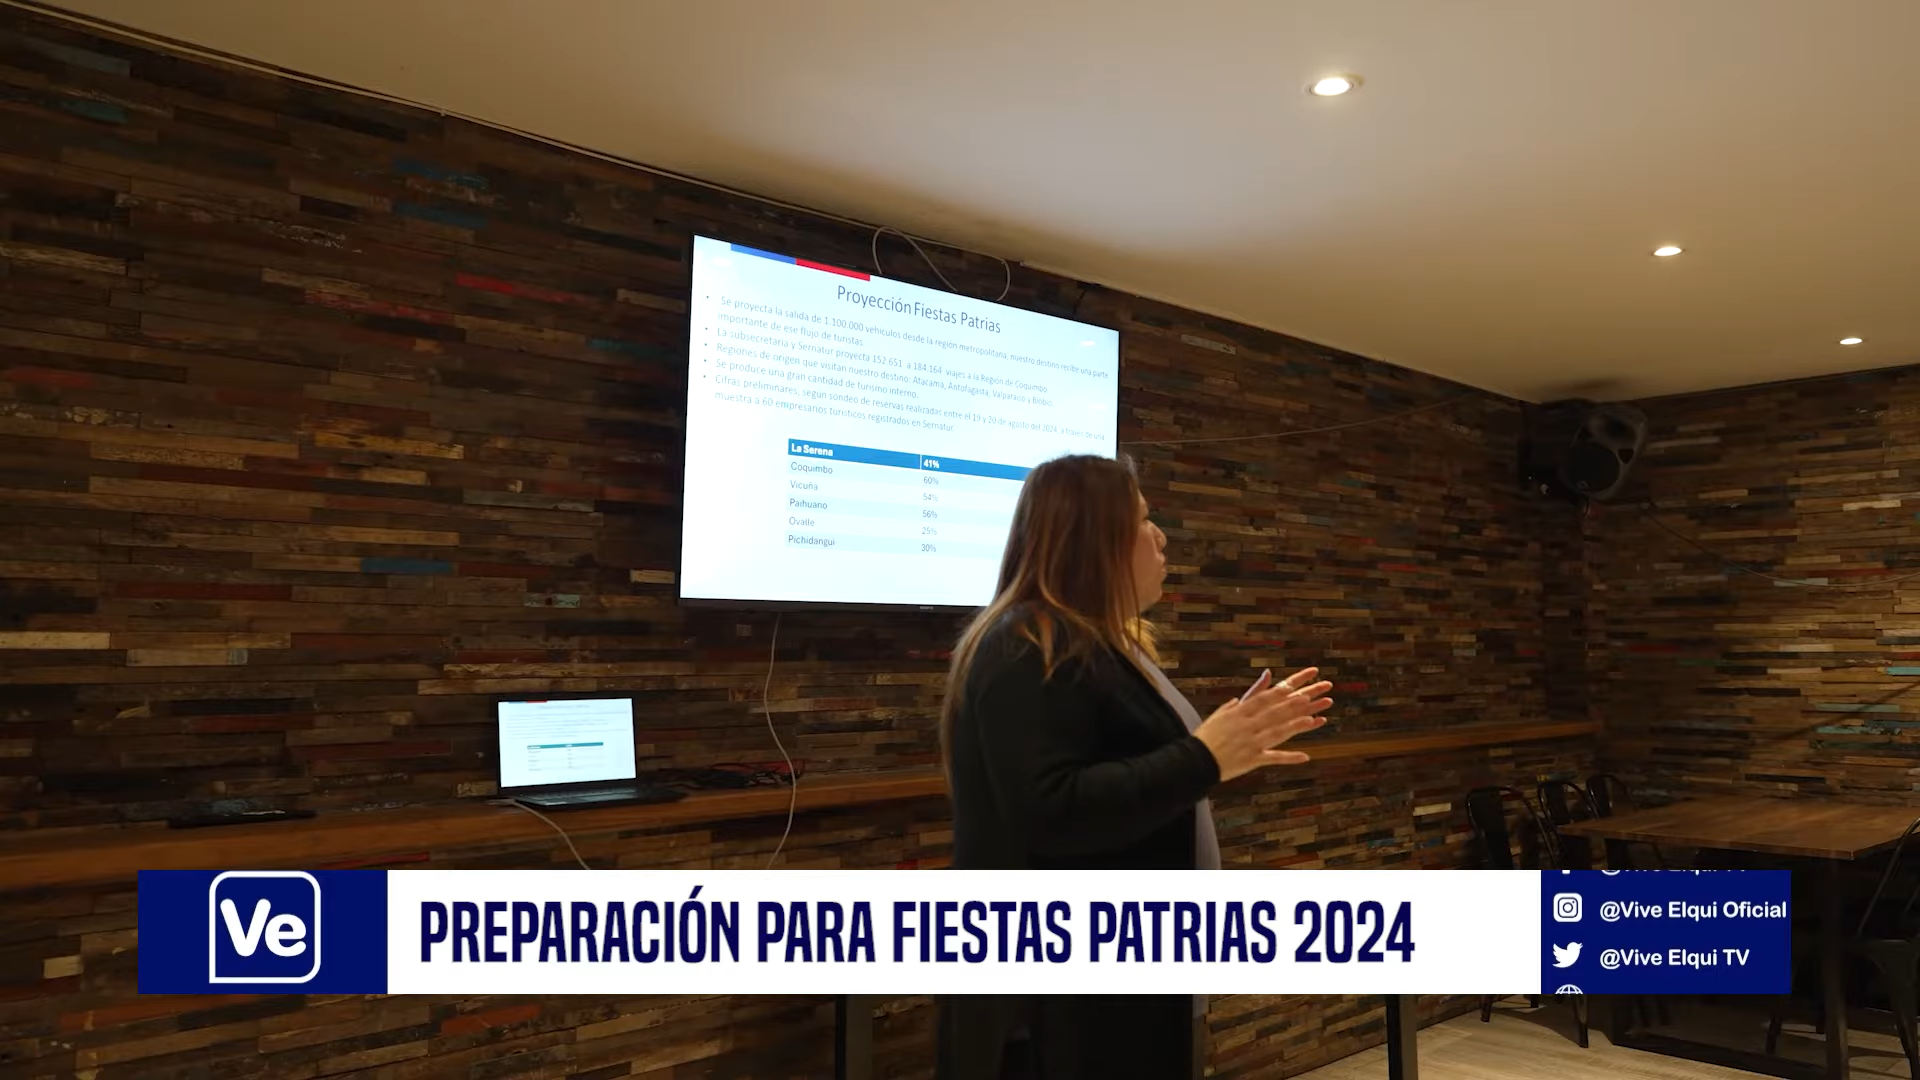 Proyección Fiestas Patrias
• Se proyecta la salida de 1.100.000 vehículos desde la región metropolitana, nuestro destino recibe una parte
importante de ese flujo de turistas.
• La subsecretaria y Sernatur proyecta 152.651 a 184.164 viajes a la Región de Coquimbo.
• Regiones de origen que visitan nuestro destino: Atacama, Antofagasta, Valparaíso y Biobío.
• Se produce una gran cantidad de turismo interno.
• Cifras preliminares, según sondeo de reservas realizadas entre el 19 y 20 de agosto del 2024, a través de una
muestra a 60 empresarios turísticos registrados en Sernatur.
La Serena 41%
Coquimbo 60%
Vicuña 54%
Paihuano 56%
Ovalle 25%
Pichidangui 30%
Ve
PREPARACIÓN PARA FIESTAS PATRIAS 2024
@Vive Elqui Oficial
@Vive Elqui TV